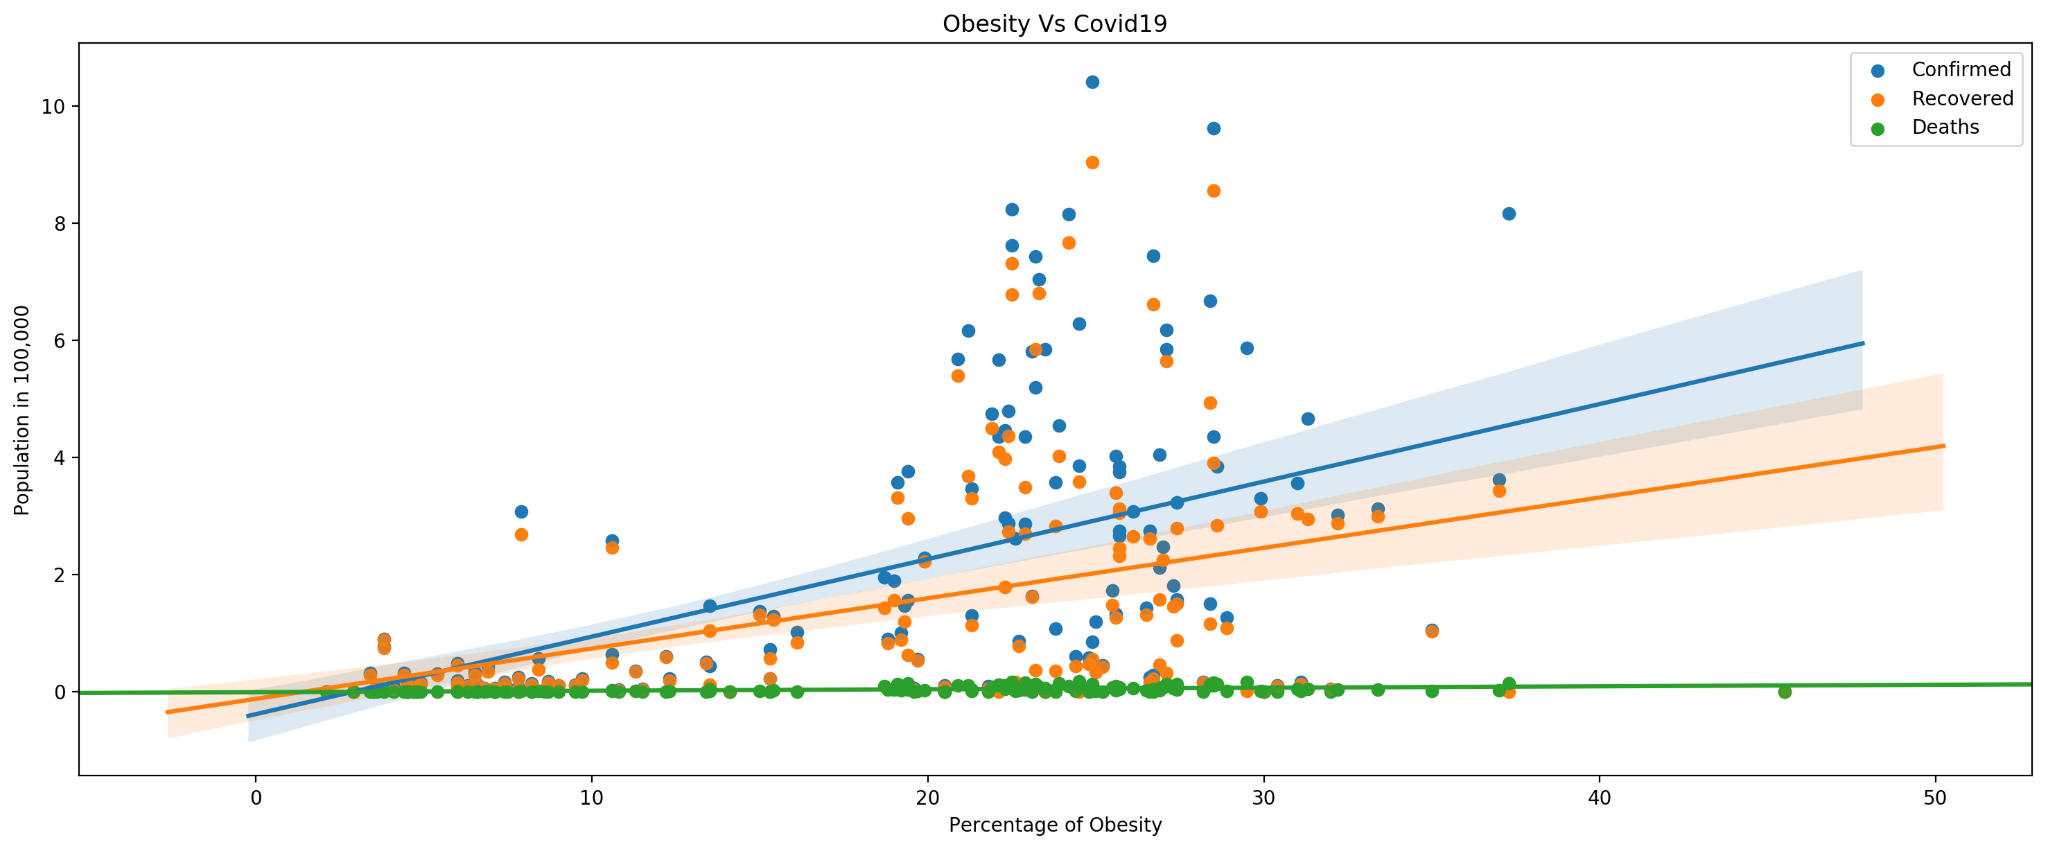 Obesity Vs Covid19
Confirmed
Recovered
Deaths
Population in 100,000
10
8
6
4
2
0
0 10 20 30 40 50
Percentage of Obesity